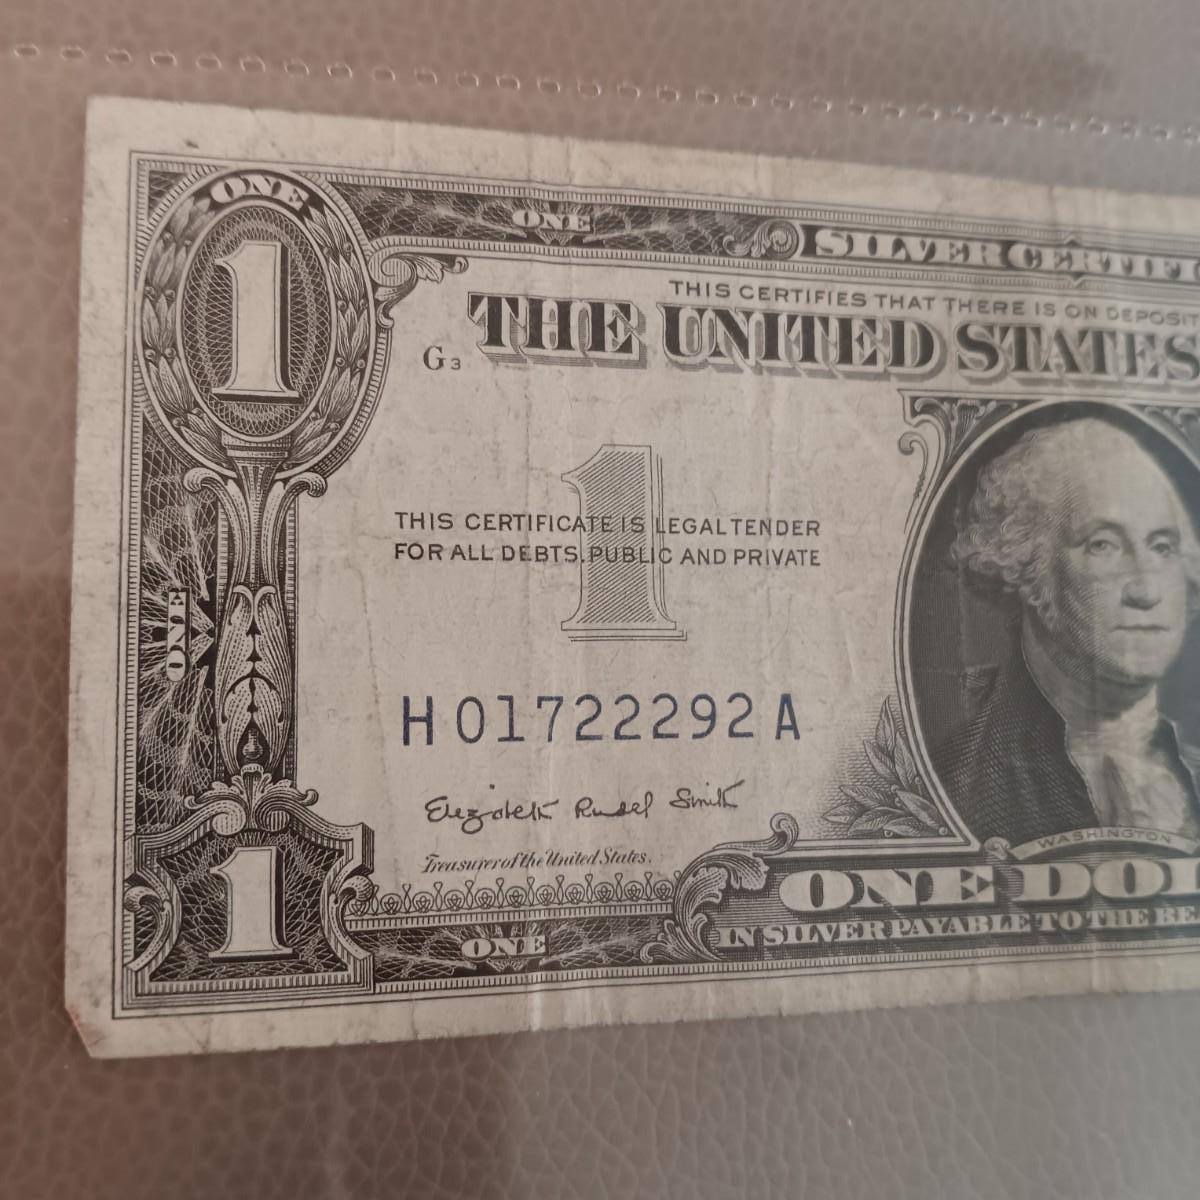 ONE
ONE
SILVER CERTIFI
1
THIS CERTIFIES THAT THERE IS ON DEPOSIT
THE UNITED STATES
G3
1
THIS CERTIFICATE IS LEGAL TENDER
FOR ALL DEBTS, PUBLIC AND PRIVATE
ONE
H 01722292 A
Elizabeth Rudel Smith
Treasurer of the United States.
WASHINGTON
1
ONE DOL
ONE
IN SILVER PAYABLE TO THE BE